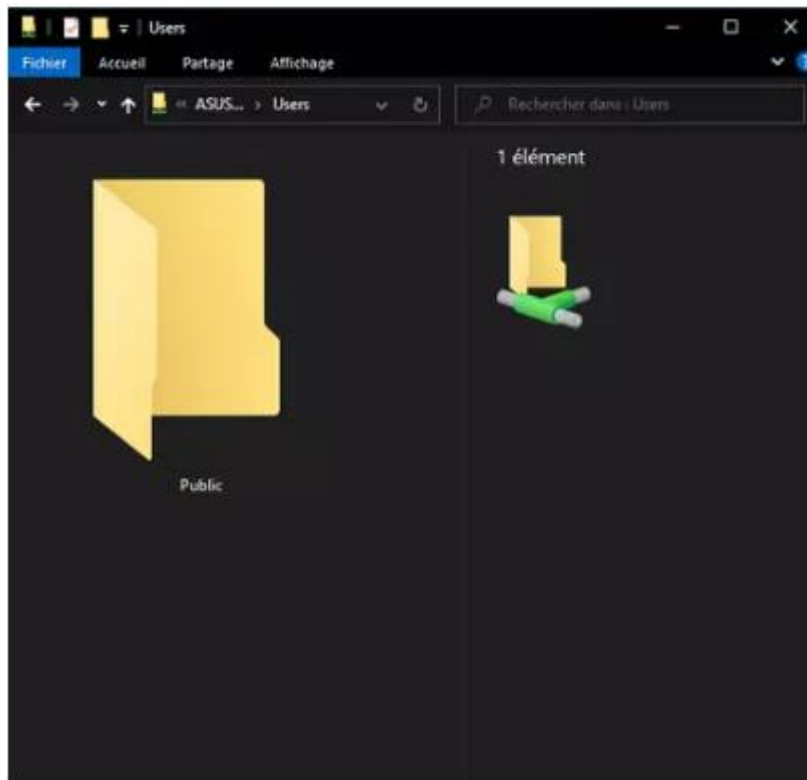 Users
Fichier Accueil Partage Affichage
« ASUS... > Users Rechercher dans : Users
1 élément
Public